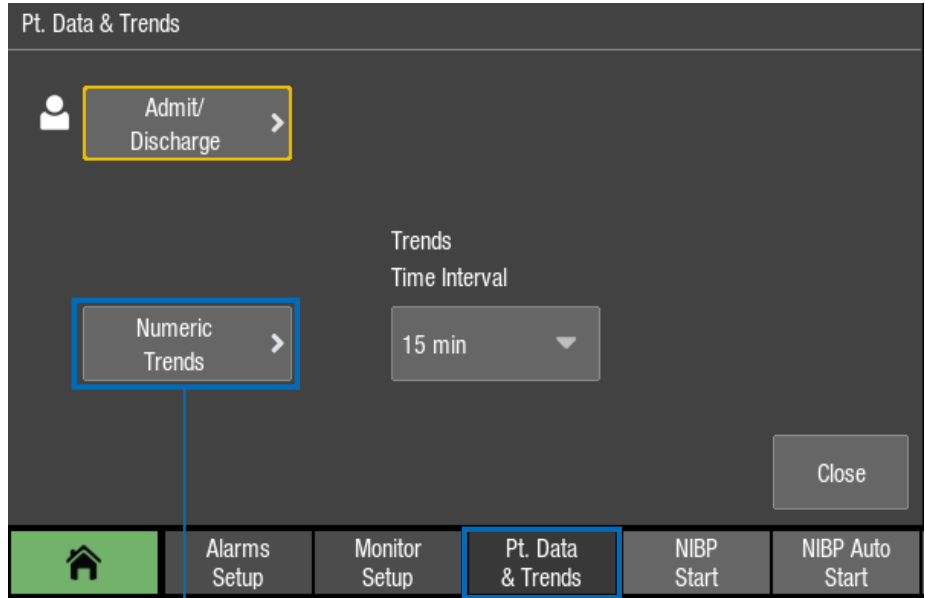 Pt. Data & Trends
Admit/
Discharge
Trends
Time Interval
Numeric
Trends
15 min
Close
Alarms
Setup
Monitor
Setup
Pt. Data
& Trends
NIBP
Start
NIBP Auto
Start